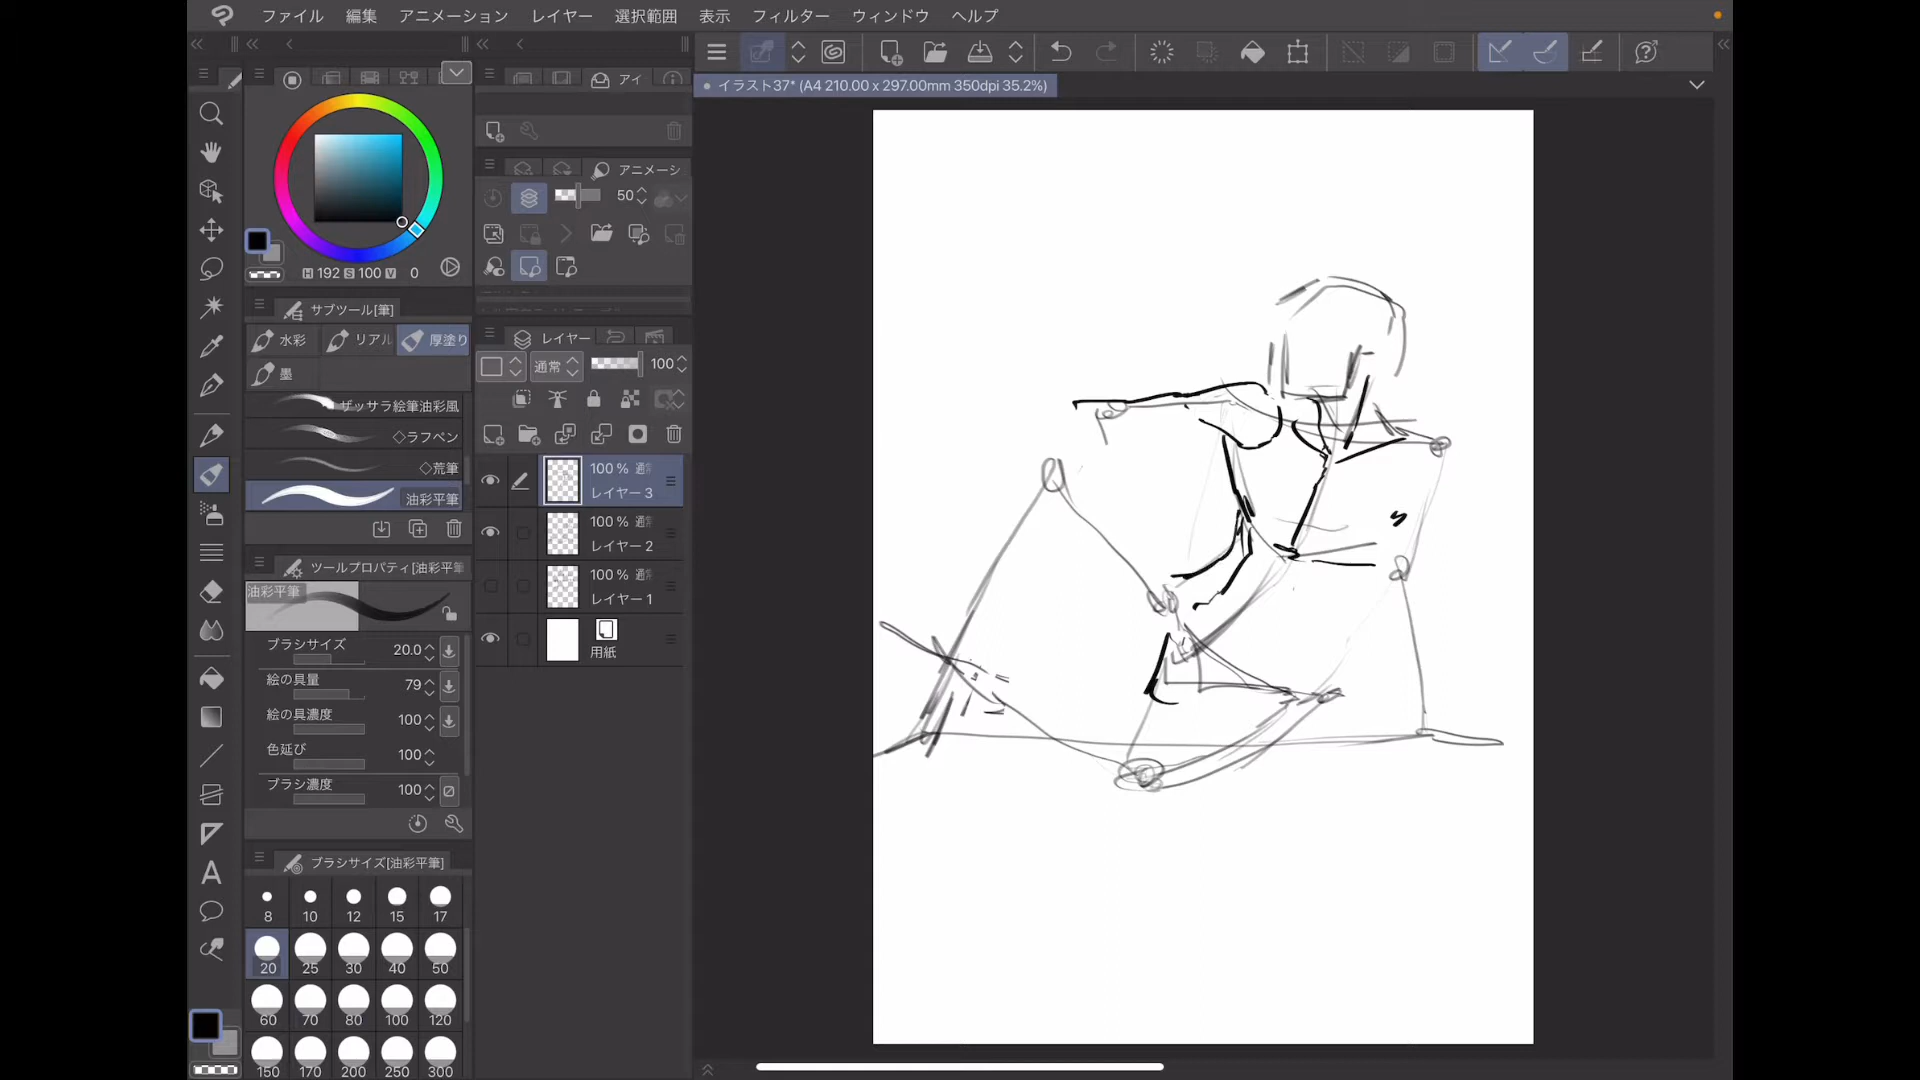 ファイル 編集 アニメーション レイヤー 選択範囲 表示 フィルター ウィンドウ ヘルプ
イラスト37* (A4 210.00 x 297.00mm 350dpi 35.2%)
アイ
H 192 S 100 V 0
アニメーシ
50
サブツール[筆]
水彩 リアル 厚塗り
墨
ザッサラ絵筆油彩風
◇ラフペン
◇荒筆
油彩平筆
レイヤー
通常 100
100 % 通常
レイヤー 3
100 % 通常
レイヤー 2
100 % 通常
レイヤー 1
用紙
ツールプロパティ[油彩平筆
油彩平筆
ブラシサイズ 20.0
絵の具量 79
絵の具濃度 100
色延び 100
ブラシ濃度 100
ブラシサイズ[油彩平筆]
8 10 12 15 17
20 25 30 40 50
60 70 80 100 120
150 170 200 250 300